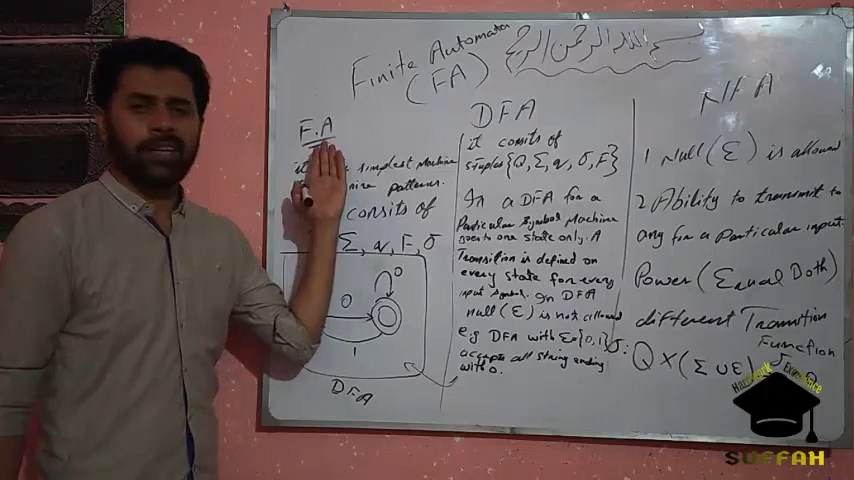 Finite Automata
(FA)
بسم الله الرحمن الرحيم
F.A
simplest machine
patterns.
consists of
Σ, q, F, δ
0
0
1
DFA
DFA
it consits of
5tuples {Q, Σ, q, δ, F}
In a DFA for a
Particular symbol Machine
goes to one state only. A
Transition is defined on
every state for every
input symbol. In DFA
null (Ɛ) is not allowed
e.g DFA with Σ={0,1}
accepts all string ending
with 0.
NFA
1 Null (Ɛ) is allowed
2 Ability to transmit to
any for a Particular input.
Power (Equal Both)
different Transition
Function
δ: Q X (Σ U Ɛ)
Hardwork Excellence
SUFFAH